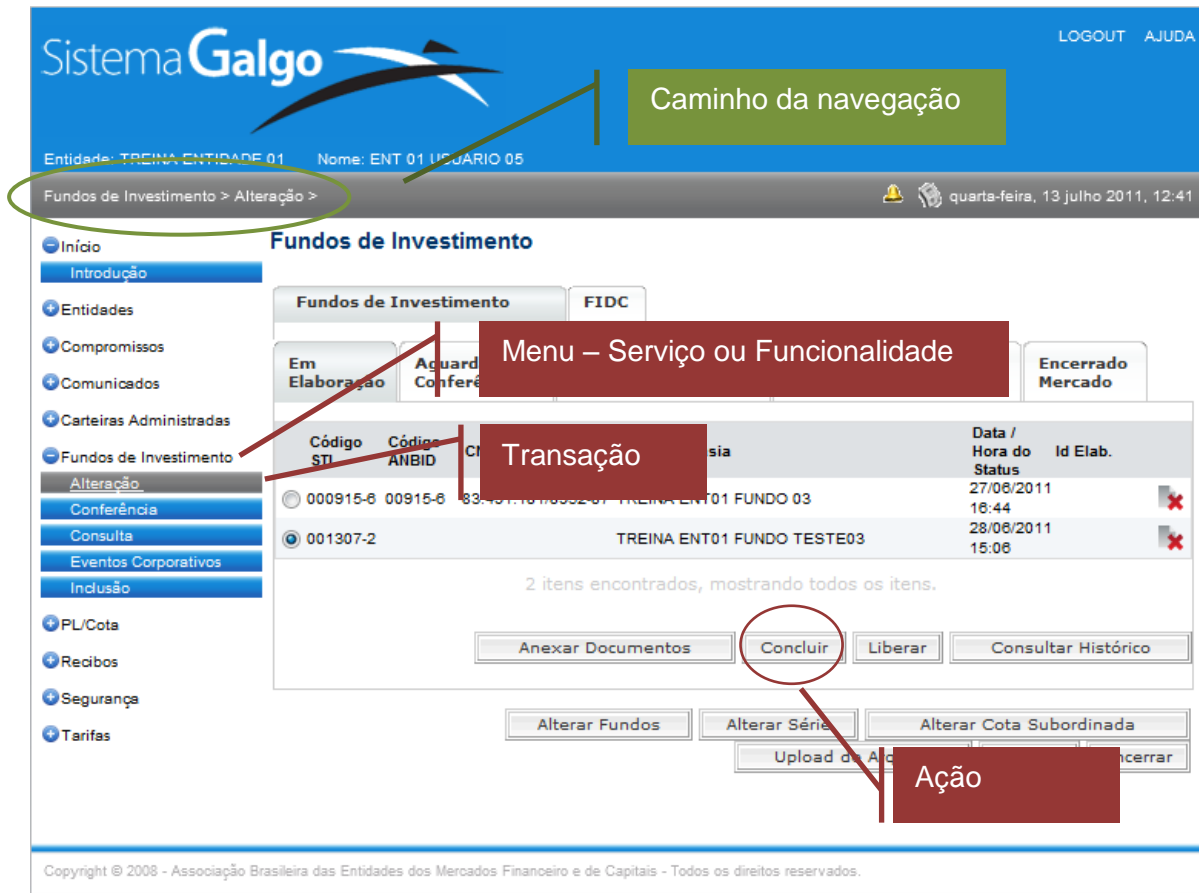 Sistema Galgo
LOGOUT AJUDA
Caminho da navegação
Entidade: TREINA ENTIDADE 01 Nome: ENT 01 USUARIO 05
Fundos de Investimento > Alteração >
quarta-feira, 13 julho 2011, 12:41
Início
Introdução
Entidades
Compromissos
Comunicados
Carteiras Administradas
Fundos de Investimento
Alteração
Conferência
Consulta
Eventos Corporativos
Inclusão
PL/Cota
Recibos
Segurança
Tarifas
Fundos de Investimento
Fundos de Investimento FIDC
Menu – Serviço ou Funcionalidade
Em Elaboração
Encerrado Mercado
Transação
Código STI Código ANBID Data / Hora do Status Id Elab.
000915-6 00915-6 TREINA ENT01 FUNDO 03 27/06/2011 16:44
001307-2 TREINA ENT01 FUNDO TESTE03 28/06/2011 15:06
2 itens encontrados, mostrando todos os itens.
Anexar Documentos Concluir Liberar Consultar Histórico
Alterar Fundos Alterar Série Alterar Cota Subordinada
Upload de
Ação
Copyright © 2008 - Associação Brasileira das Entidades dos Mercados Financeiro e de Capitais - Todos os direitos reservados.